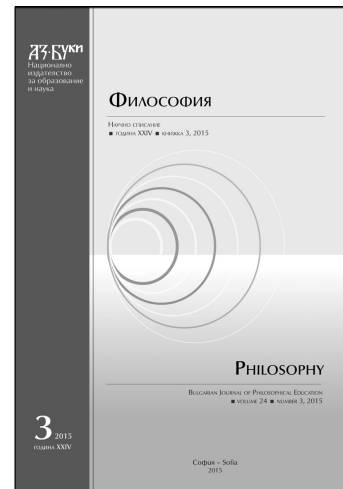 АЗ·БУКИ
Национално
издателство
за образование
и наука
Философия
Научно списание
■ година XXIV ■ книжка 3, 2015
Philosophy
Bulgarian Journal of Philosophical Education
■ volume 24 ■ number 3, 2015
3 2015
година XXIV
София – Sofia
2015